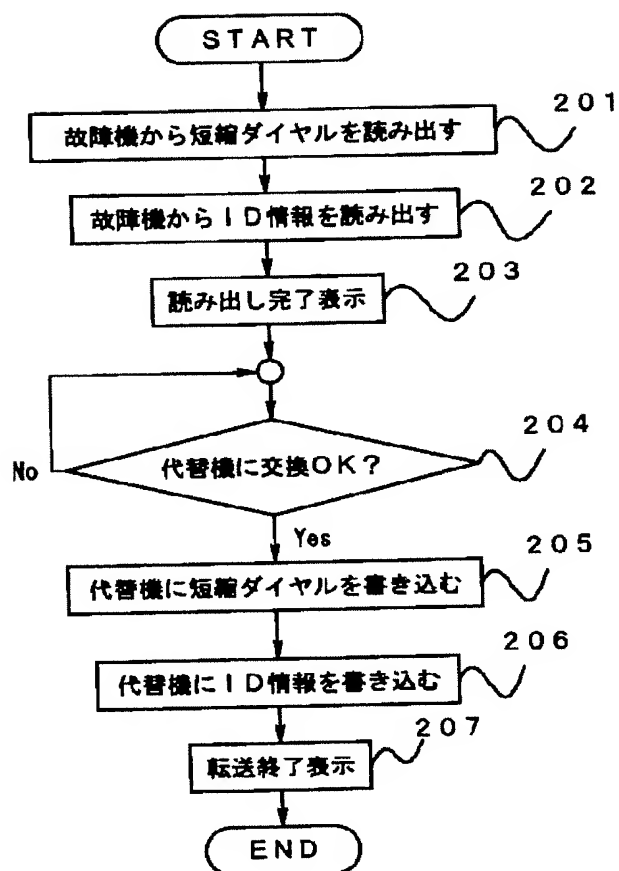 START
201
故障機から短縮ダイヤルを読み出す
202
故障機からID情報を読み出す
203
読み出し完了表示
204
代替機に交換OK?
No
Yes
205
代替機に短縮ダイヤルを書き込む
206
代替機にID情報を書き込む
207
転送終了表示
END